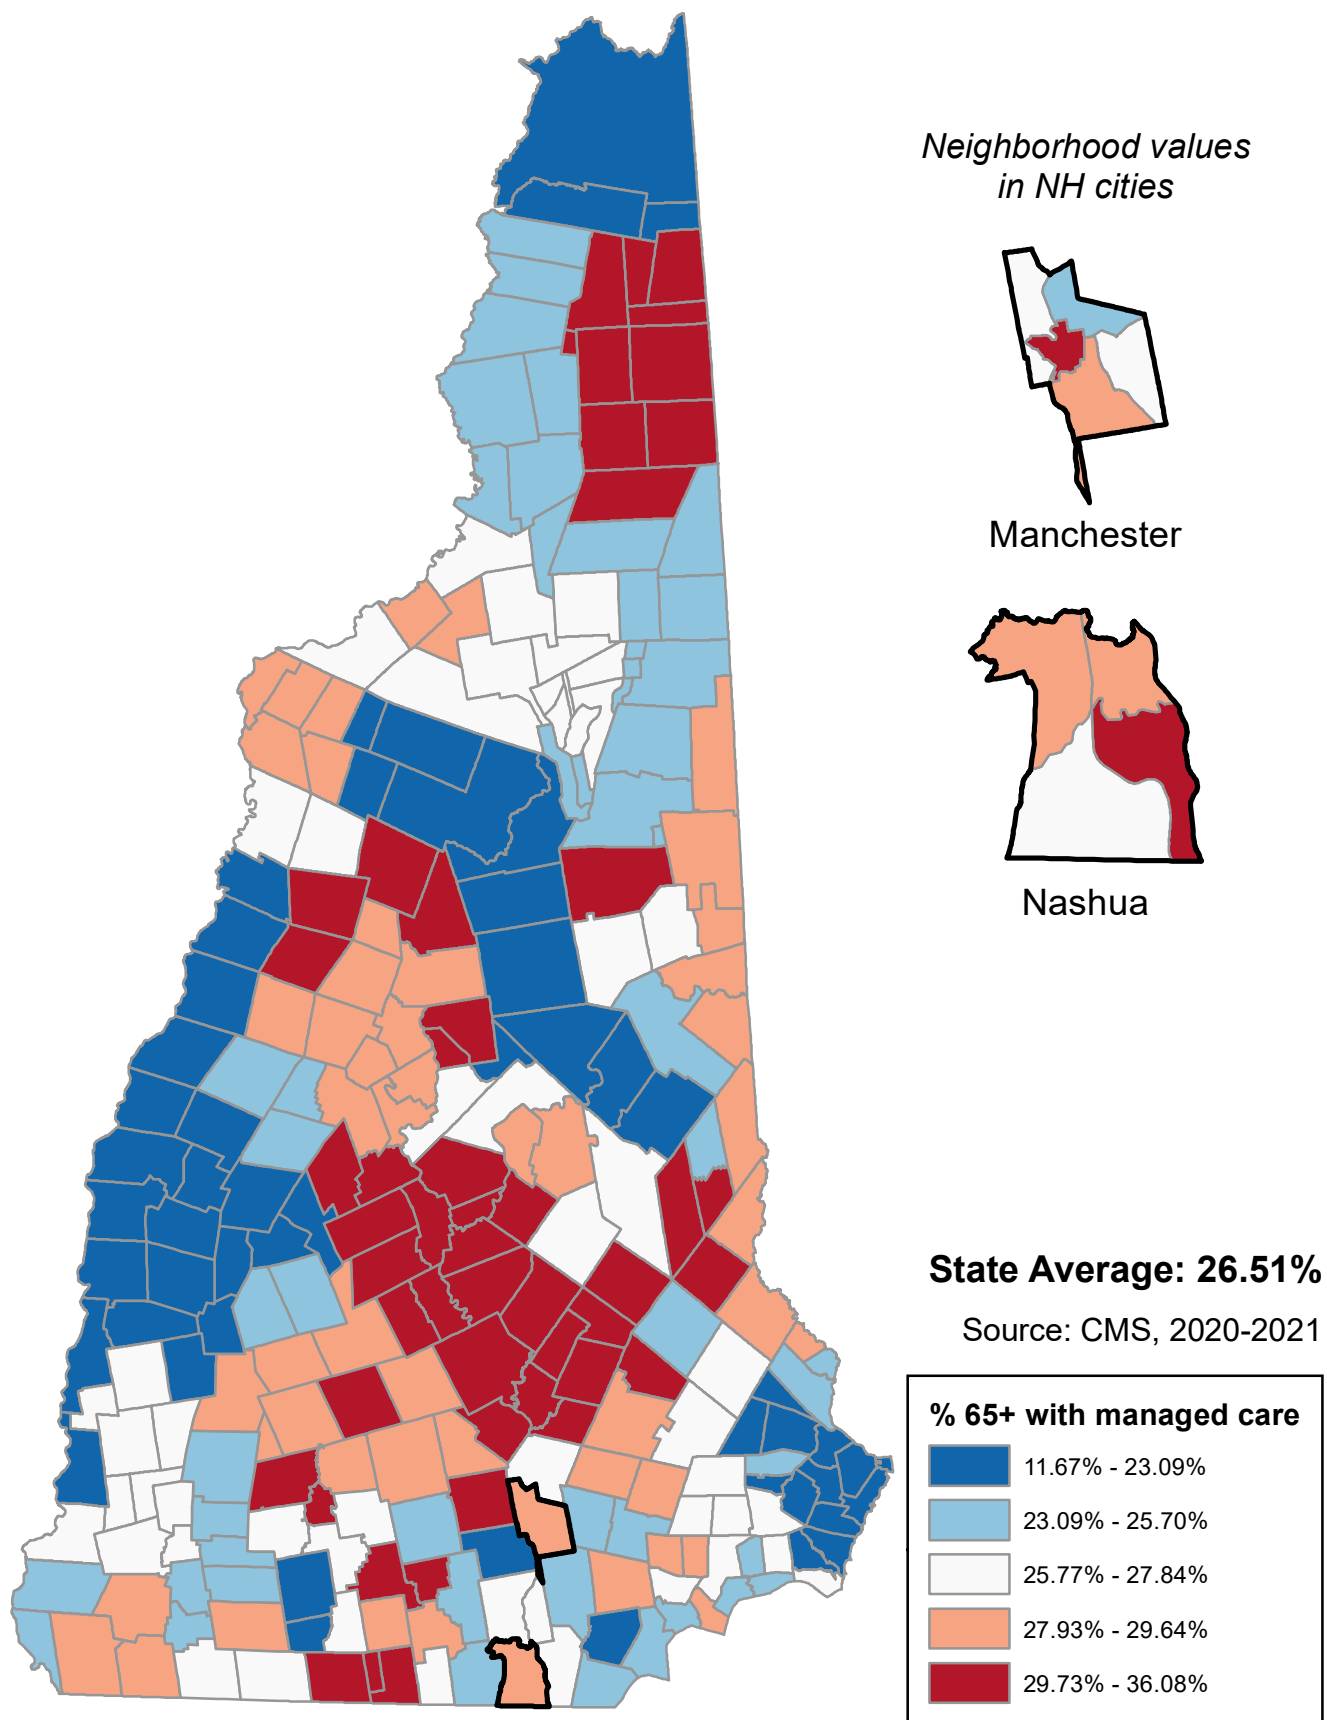 Neighborhood values
in NH cities
Manchester
Nashua
State Average: 26.51%
Source: CMS, 2020-2021
% 65+ with managed care
11.67% - 23.09%
23.09% - 25.70%
25.77% - 27.84%
27.93% - 29.64%
29.73% - 36.08%